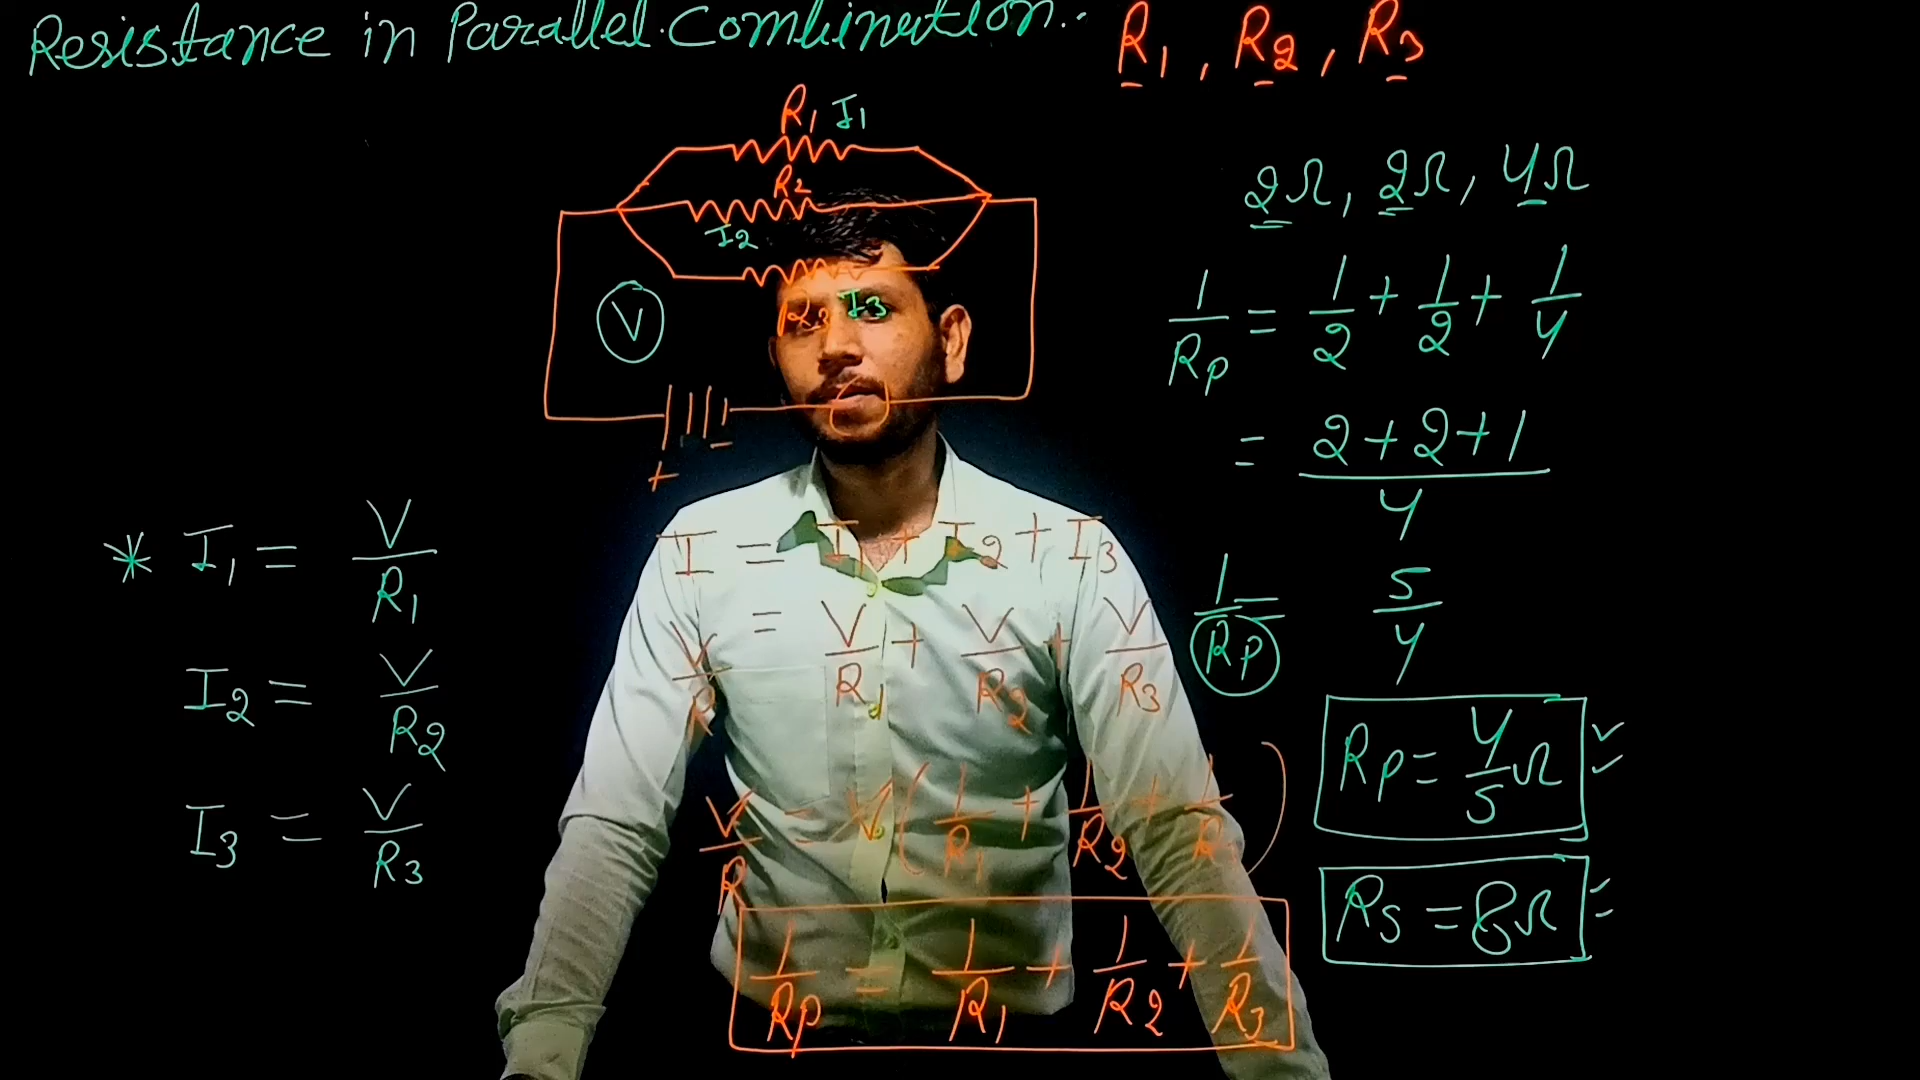 Resistance in Parallel Combination..
R1, R2, R3
R1 I1
R2
I2
R3 I3
V
+ -
* I1 = V/R1
I2 = V/R2
I3 = V/R3
I = I1 + I2 + I3
V/R = V/R1 + V/R2 + V/R3
V/R = V(1/R1 + 1/R2 + 1/R3)
1/Rp = 1/R1 + 1/R2 + 1/R3
2Ω, 2Ω, 4Ω
1/Rp = 1/2 + 1/2 + 1/4
= 2+2+1/4
1/Rp = 5/4
Rp = 4/5 Ω
Rs = 8Ω